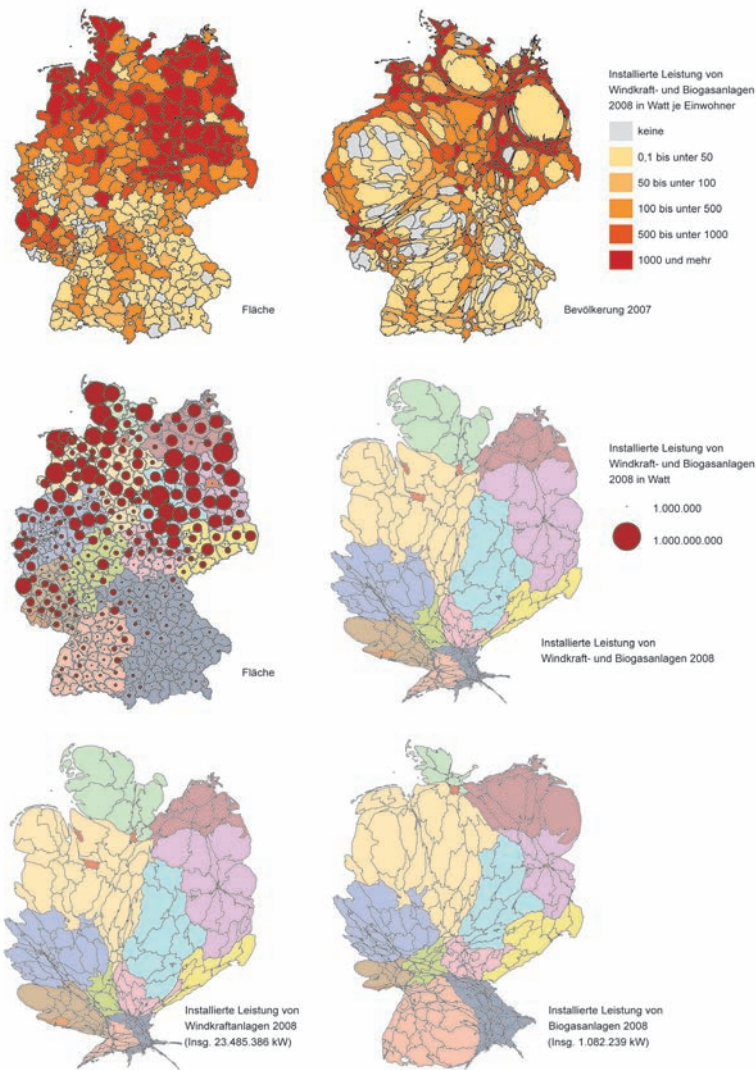 Installierte Leistung von
Windkraft- und Biogasanlagen
2008 in Watt je Einwohner
keine
0,1 bis unter 50
50 bis unter 100
100 bis unter 500
500 bis unter 1000
1000 und mehr
Fläche
Bevölkerung 2007
Installierte Leistung von
Windkraft- und Biogasanlagen
2008 in Watt
1.000.000
1.000.000.000
Fläche
Installierte Leistung von
Windkraft- und Biogasanlagen 2008
Installierte Leistung von
Windkraftanlagen 2008
(Insg. 23.485.386 kW)
Installierte Leistung von
Biogasanlagen 2008
(Insg. 1.082.239 kW)